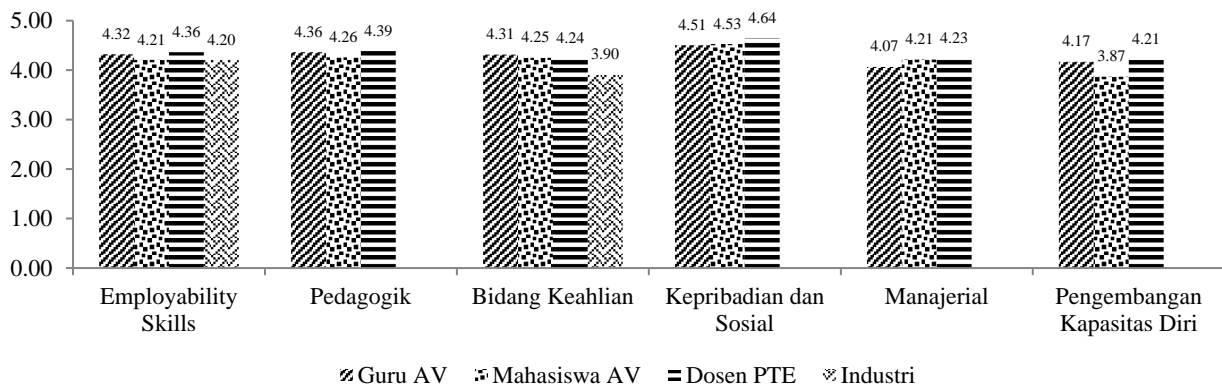 5.00
4.00
3.00
2.00
1.00
0.00
4.32 4.21 4.36 4.20
4.36 4.26 4.39
4.31 4.25 4.24 3.90
4.51 4.53 4.64
4.07 4.21 4.23
4.17 3.87 4.21
Employability
Skills
Pedagogik
Bidang Keahlian
Kepribadian dan
Sosial
Manajerial
Pengembangan
Kapasitas Diri
Guru AV Mahasiswa AV Dosen PTE Industri